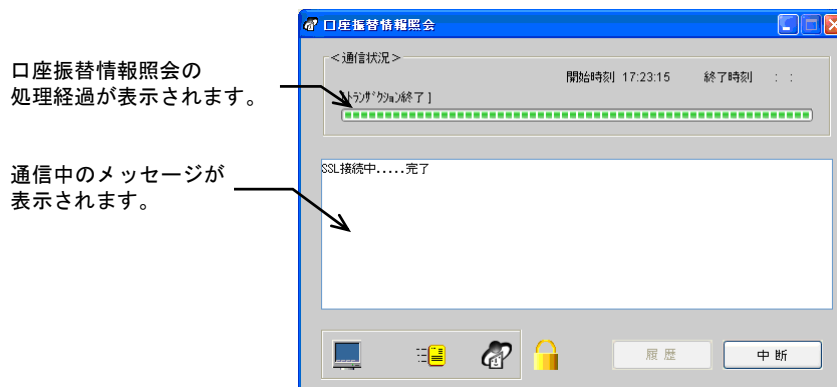 口座振替情報照会
<通信状況>
開始時刻 17:23:15 終了時刻 : :
口座振替情報照会の
処理経過が表示されます。
トランザクション終了]
SSL接続中.....完了
通信中のメッセージが
表示されます。
履歴
中断